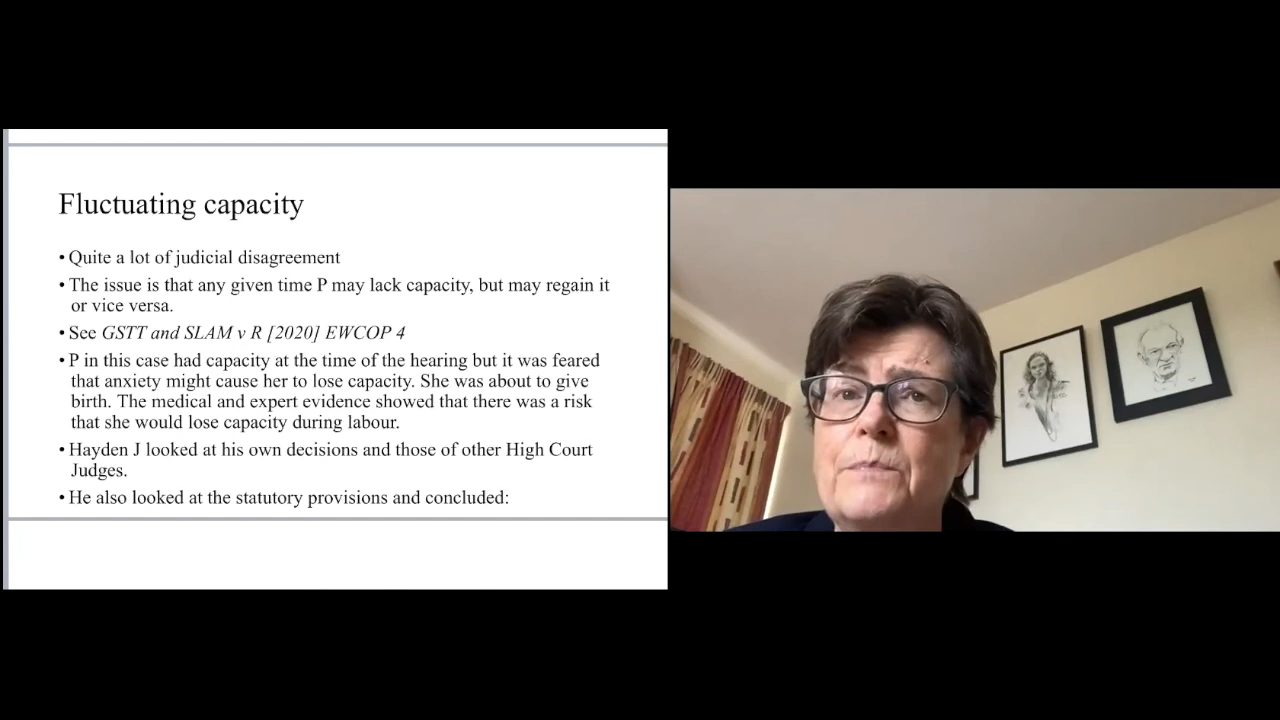 Fluctuating capacity
• Quite a lot of judicial disagreement
• The issue is that any given time P may lack capacity, but may regain it
or vice versa.
• See GSTT and SLAM v R [2020] EWCOP 4
• P in this case had capacity at the time of the hearing but it was feared
that anxiety might cause her to lose capacity. She was about to give
birth. The medical and expert evidence showed that there was a risk
that she would lose capacity during labour.
• Hayden J looked at his own decisions and those of other High Court
Judges.
• He also looked at the statutory provisions and concluded: